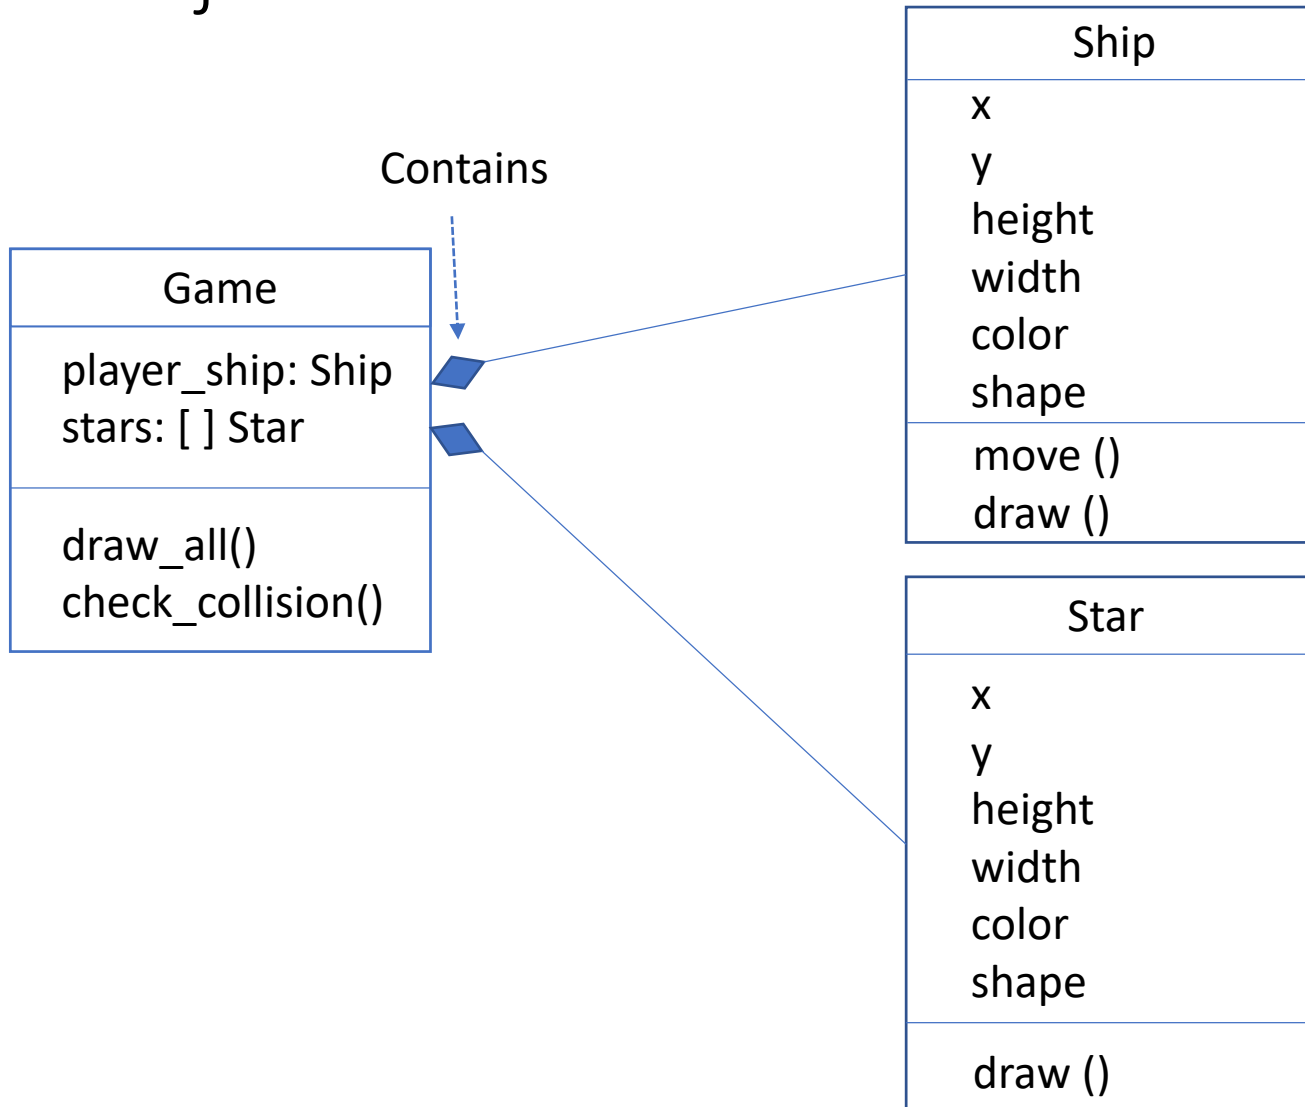 Contains
Game
player_ship: Ship
stars: [ ] Star
draw_all()
check_collision()
Ship
x
y
height
width
color
shape
move ()
draw ()
Star
x
y
height
width
color
shape
draw ()